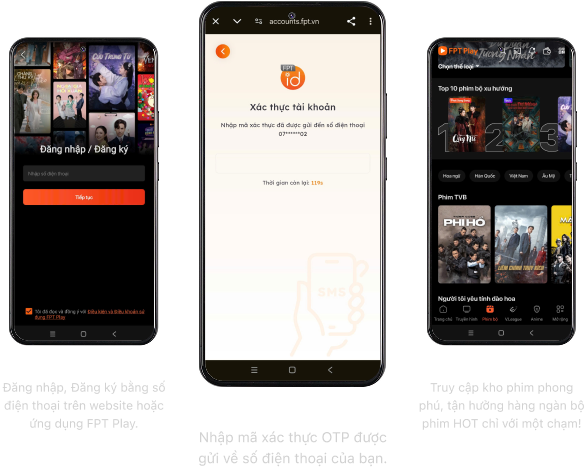 Đăng nhập / Đăng ký
Nhập số điện thoại
Tiếp tục
Tôi đã đọc và đồng ý với Điều kiện và Điều khoản sử
dụng FPT Play
Đăng nhập, Đăng ký bằng số
điện thoại trên website hoặc
ứng dụng FPT Play.
accounts.fpt.vn
FPT
id
Xác thực tài khoản
Nhập mã xác thực đã được gửi đến số điện thoại
07******02
Thời gian còn lại: 119s
SMS
Nhập mã xác thực OTP được
gửi về số điện thoại của bạn.
FPT Play
Chọn thể loại
Top 10 phim bộ xu hướng
1
2
3
Hoa ngữ
Hàn Quốc
Việt Nam
Âu Mỹ
Phim TVB
PHI HỔ
LIÊM CHÍNH TRUY KÍCH
Người tôi yêu tính đào hoa
Trang chủ
Truyền hình
Phim bộ
V.League
Anime
Mở rộng
Truy cập kho phim phong
phú, tận hưởng hàng ngàn bộ
phim HOT chỉ với một chạm!